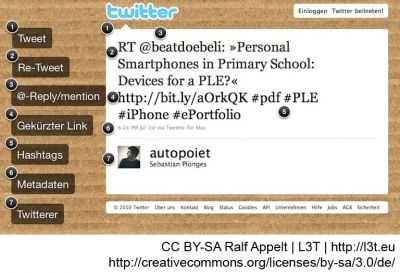 twitter
Einloggen Twitter beitreten!
1 Tweet
2 Re-Tweet
3 @-Reply/mention
4 Gekürzter Link
5 Hashtags
6 Metadaten
7 Twitterer
1
3
RT @beatdoebeli: »Personal
2
Smartphones in Primary School:
Devices for a PLE?«
4
http://bit.ly/aOrkQK #pdf #PLE
#iPhone #ePortfolio
5
6
6:24 PM Jul 1st via Tweetie for Mac
7
autopoiet
Sebastian Plönges
© 2010 Twitter Über uns Kontakt Blog Status Goodies API Unternehmen Hilfe Jobs AGR Sicherheit
CC BY-SA Ralf Appelt | L3T | http://l3t.eu
http://creativecommons.org/licenses/by-sa/3.0/de/